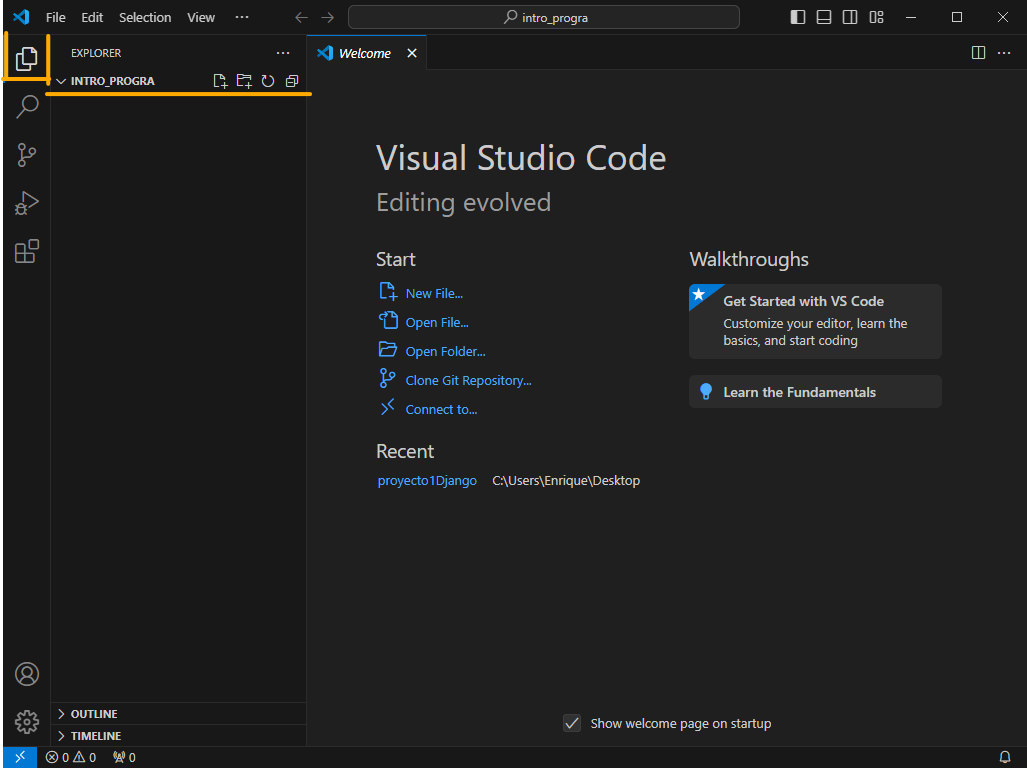 File Edit Selection View ··· intro_progra
EXPLORER ···
Welcome
···
INTRO_PROGRA
Visual Studio Code
Editing evolved
Start
New File...
Open File...
Open Folder...
Clone Git Repository...
Connect to...
Recent
proyecto1Django C:\Users\Enrique\Desktop
Walkthroughs
Get Started with VS Code
Customize your editor, learn the
basics, and start coding
Learn the Fundamentals
OUTLINE
TIMELINE
Show welcome page on startup
0 0 0